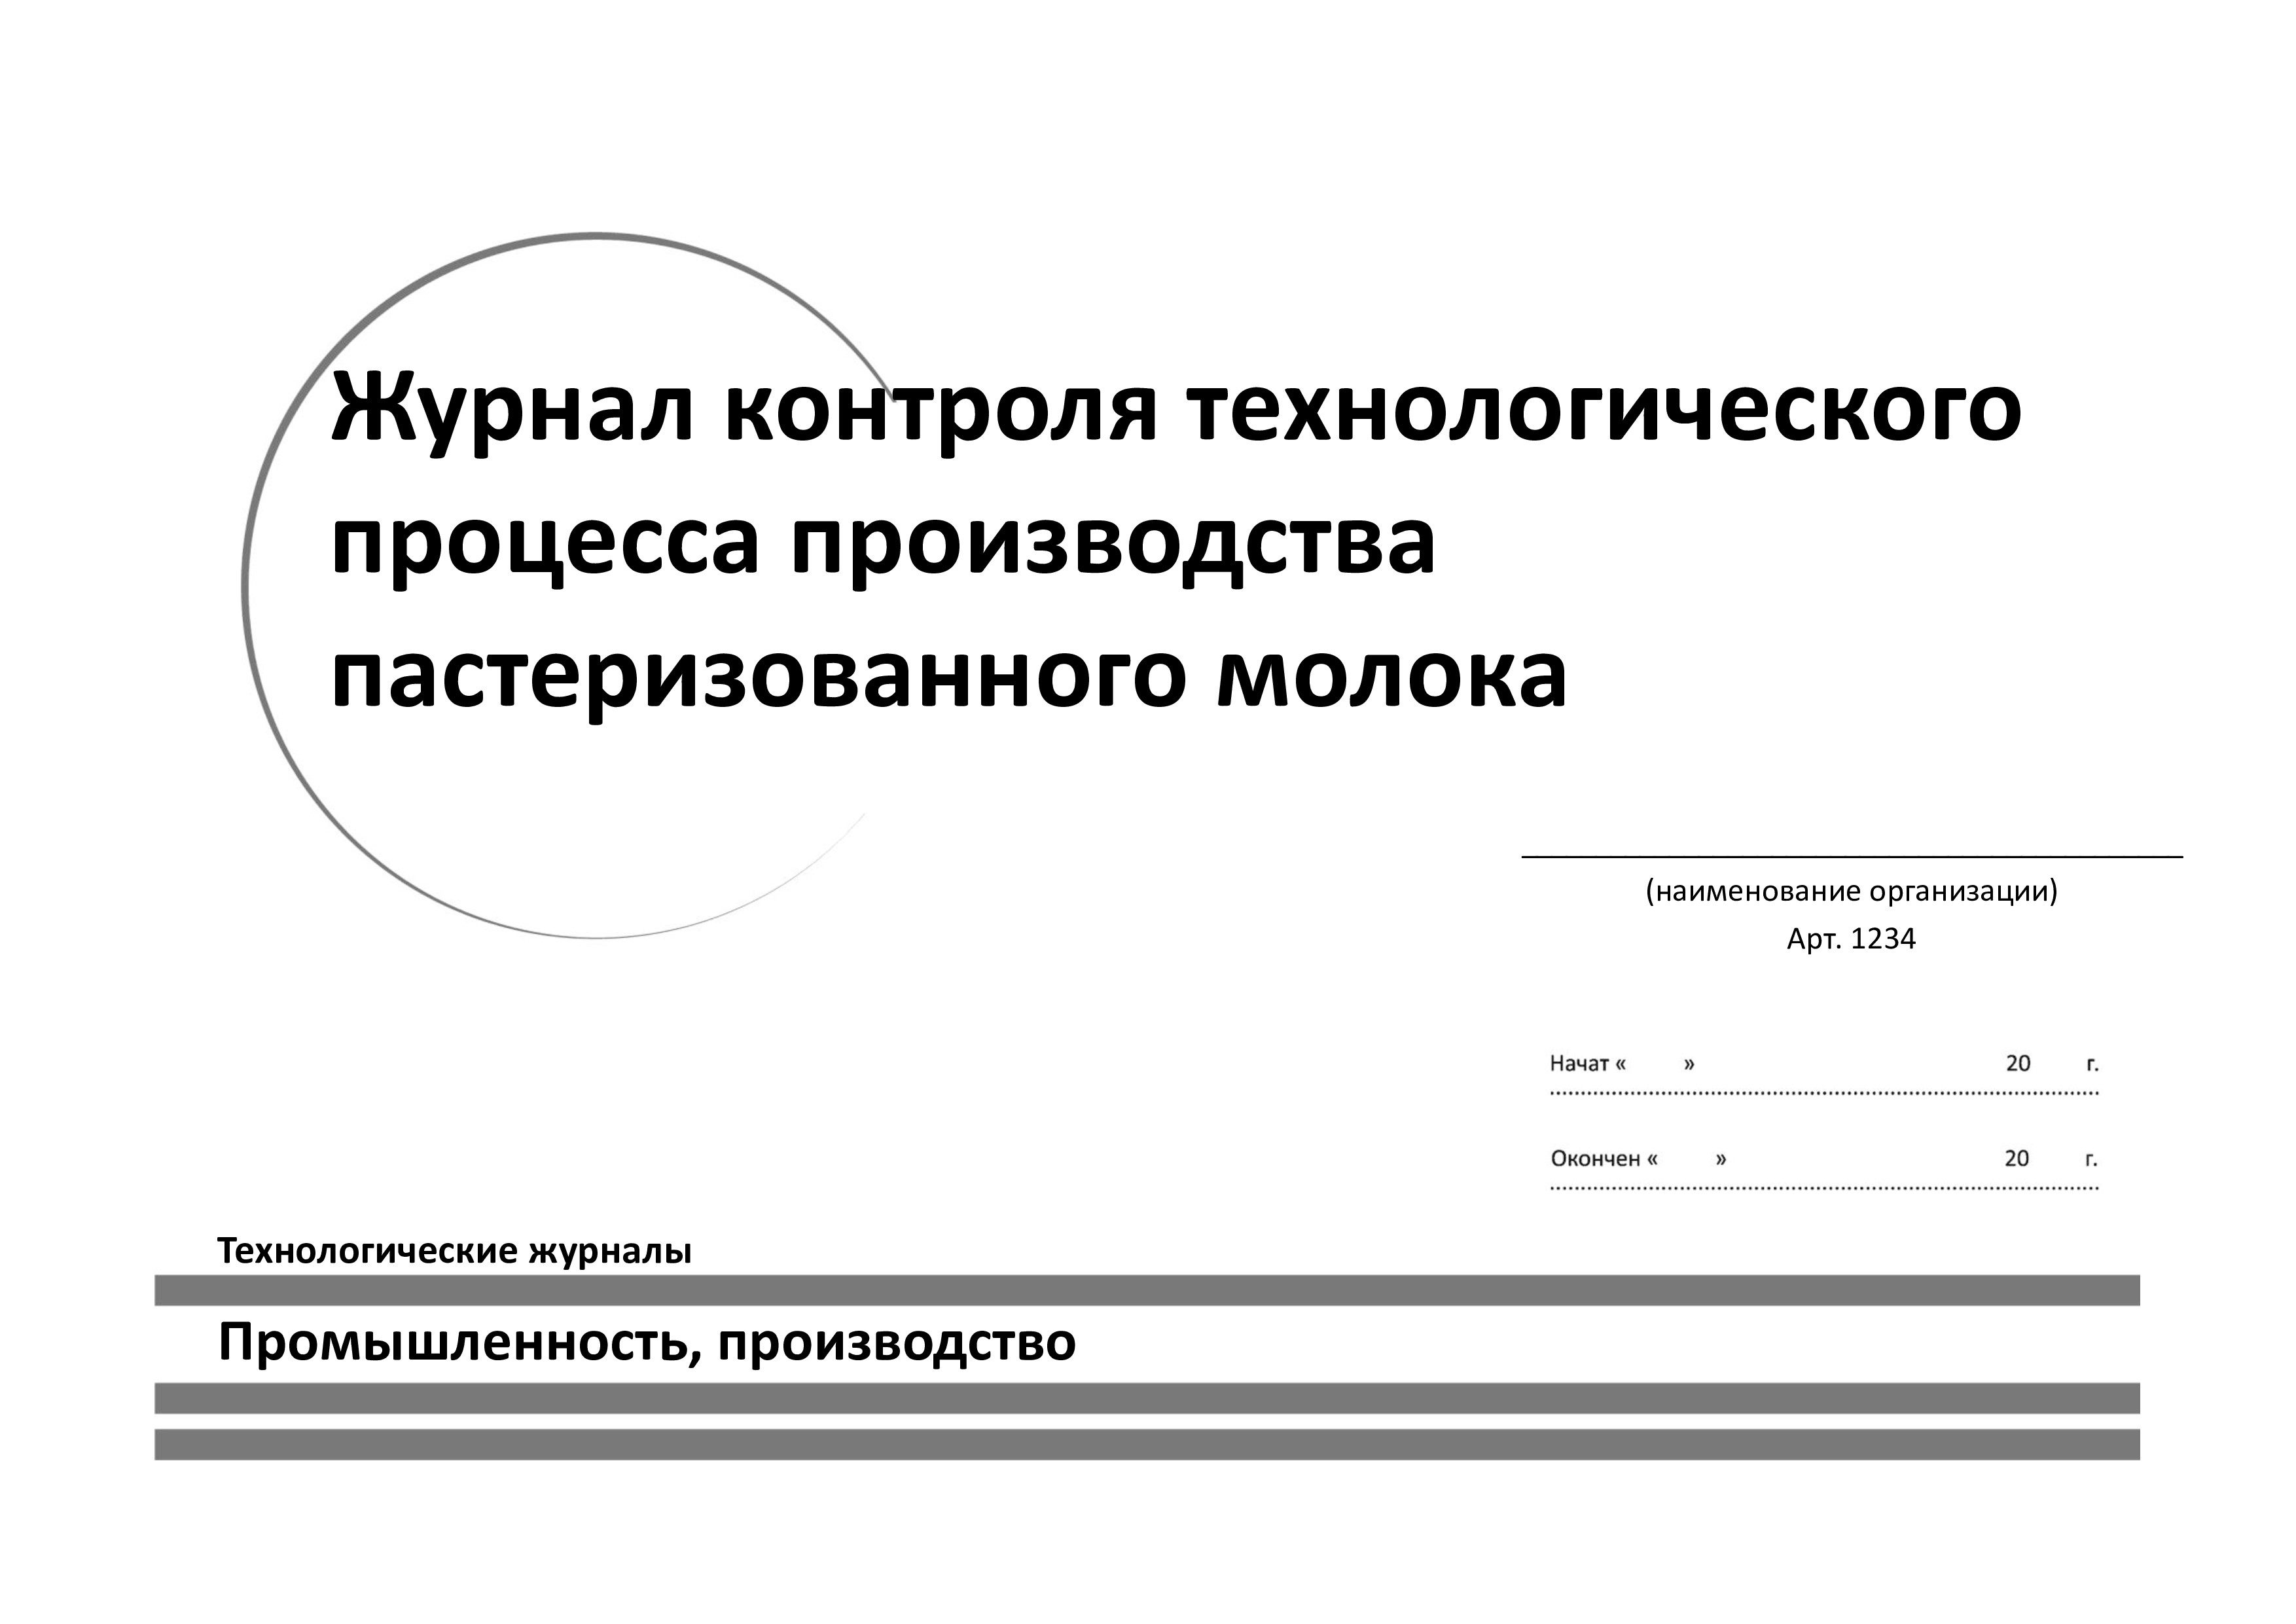 Журнал контроля технологического
процесса производства
пастеризованного молока
(наименование организации)
Арт. 1234
Начат « » 20 г.
Окончен « » 20 г.
Технологические журналы
Промышленность, производство